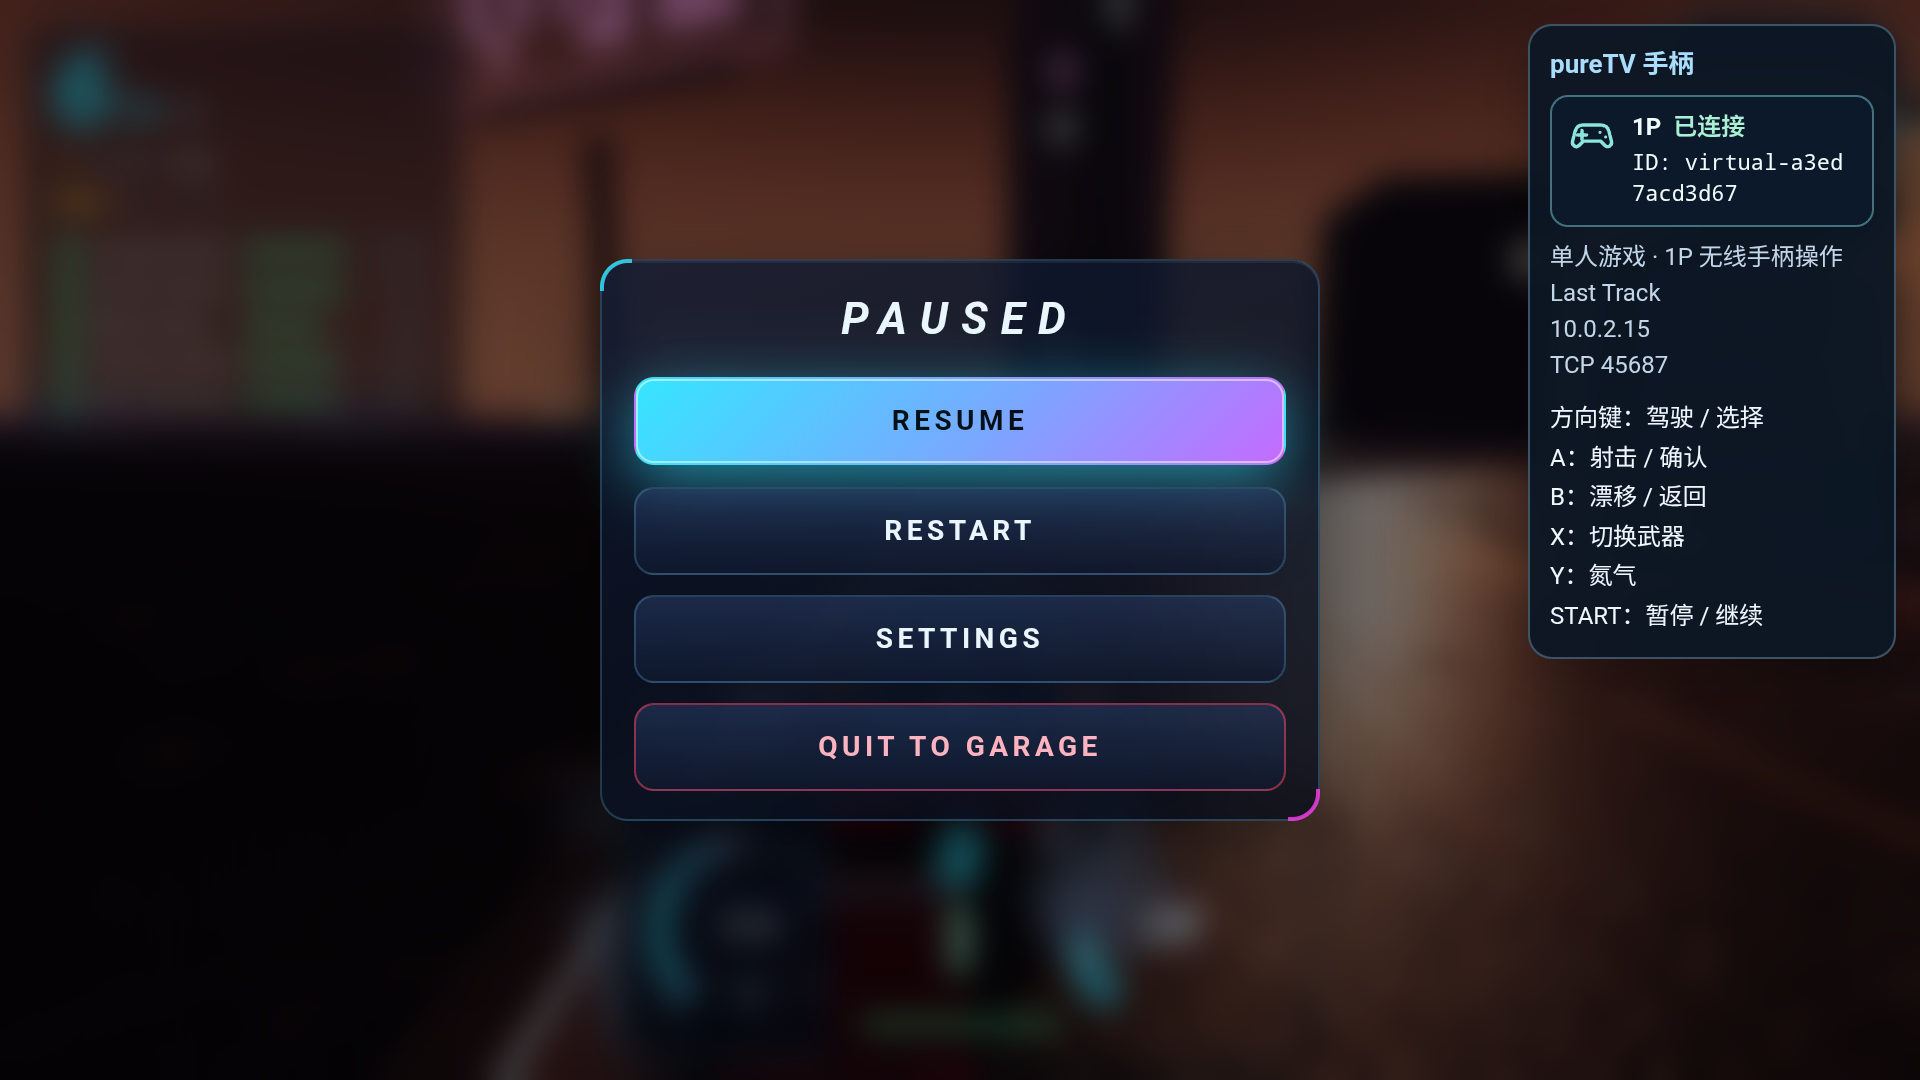 PAUSED
RESUME
RESTART
SETTINGS
QUIT TO GARAGE
pureTV 手柄
1P 已连接
ID: virtual-a3ed
7acd3d67
单人游戏 · 1P 无线手柄操作
Last Track
10.0.2.15
TCP 45687
方向键：驾驶 / 选择
A：射击 / 确认
B：漂移 / 返回
X：切换武器
Y：氮气
START：暂停 / 继续